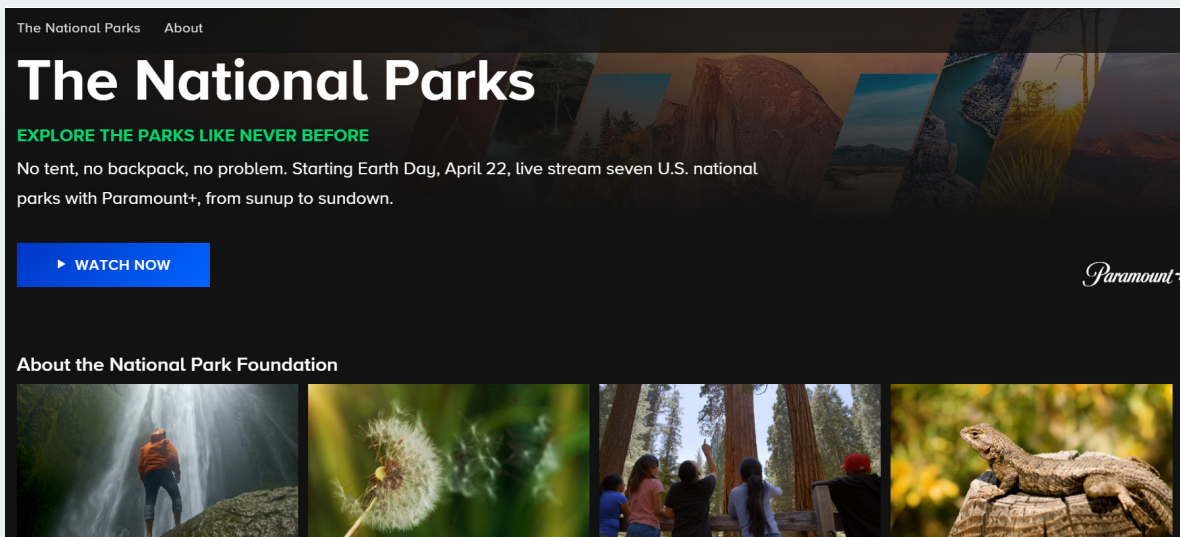 The National Parks About
The National Parks
EXPLORE THE PARKS LIKE NEVER BEFORE
No tent, no backpack, no problem. Starting Earth Day, April 22, live stream seven U.S. national
parks with Paramount+, from sunup to sundown.
WATCH NOW
Paramount+
About the National Park Foundation